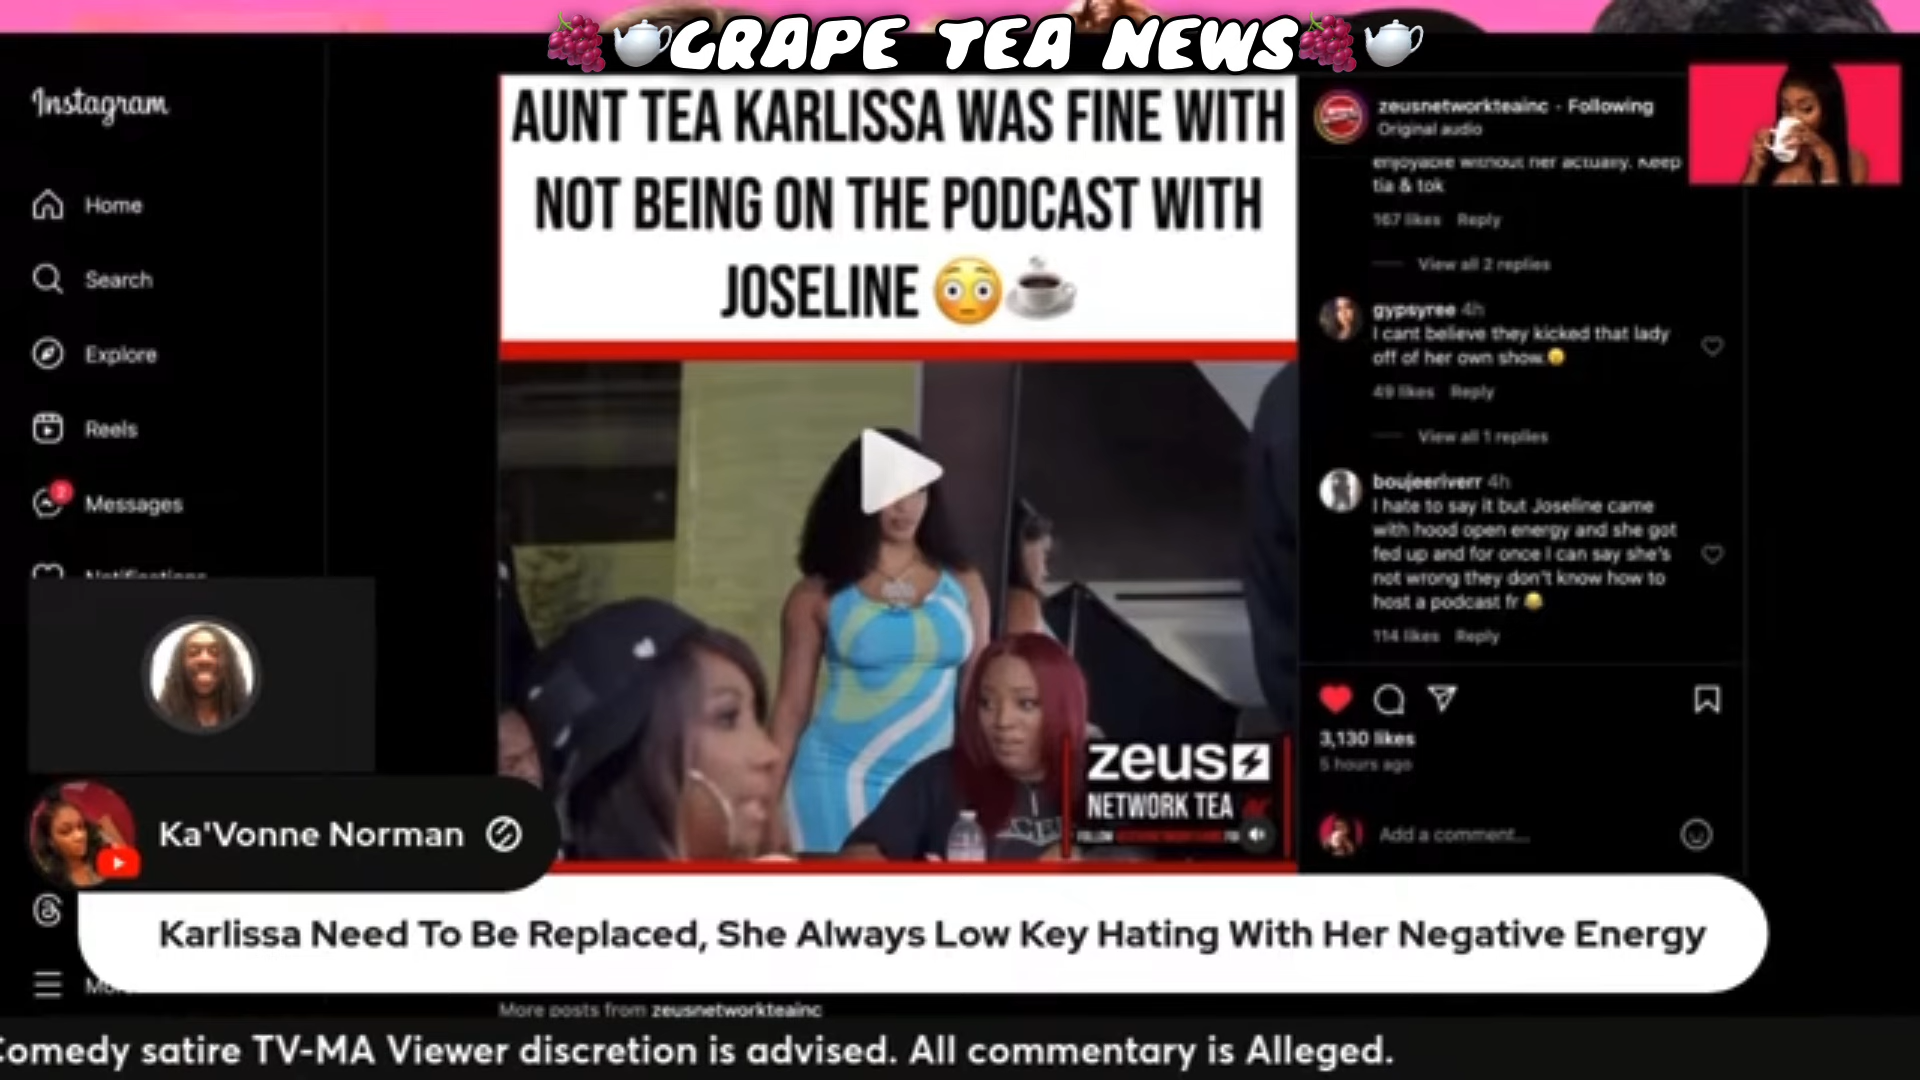 GRAPE TEA NEWS
Instagram
Home
Search
Explore
Reels
2
Messages
Notifications
AUNT TEA KARLISSA WAS FINE WITH
NOT BEING ON THE PODCAST WITH
JOSELINE 😳☕
zeus
NETWORK TEA
FOLLOW
zeusnetworkteainc · Following
Original audio
enjoyable without her actually. Keep
tia & tok
167 likes Reply
View all 2 replies
gypsyree 4h
I cant believe they kicked that lady
off of her own show.
49 likes Reply
View all 1 replies
boujeeriverr 4h
I hate to say it but Joseline came
with hood open energy and she got
fed up and for once I can say she's
not wrong they don't know how to
host a podcast fr
114 likes Reply
3,130 likes
5 hours ago
Add a comment...
Ka'Vonne Norman
Karlissa Need To Be Replaced, She Always Low Key Hating With Her Negative Energy
More posts from zeusnetworkteainc
Comedy satire TV-MA Viewer discretion is advised. All commentary is Alleged.